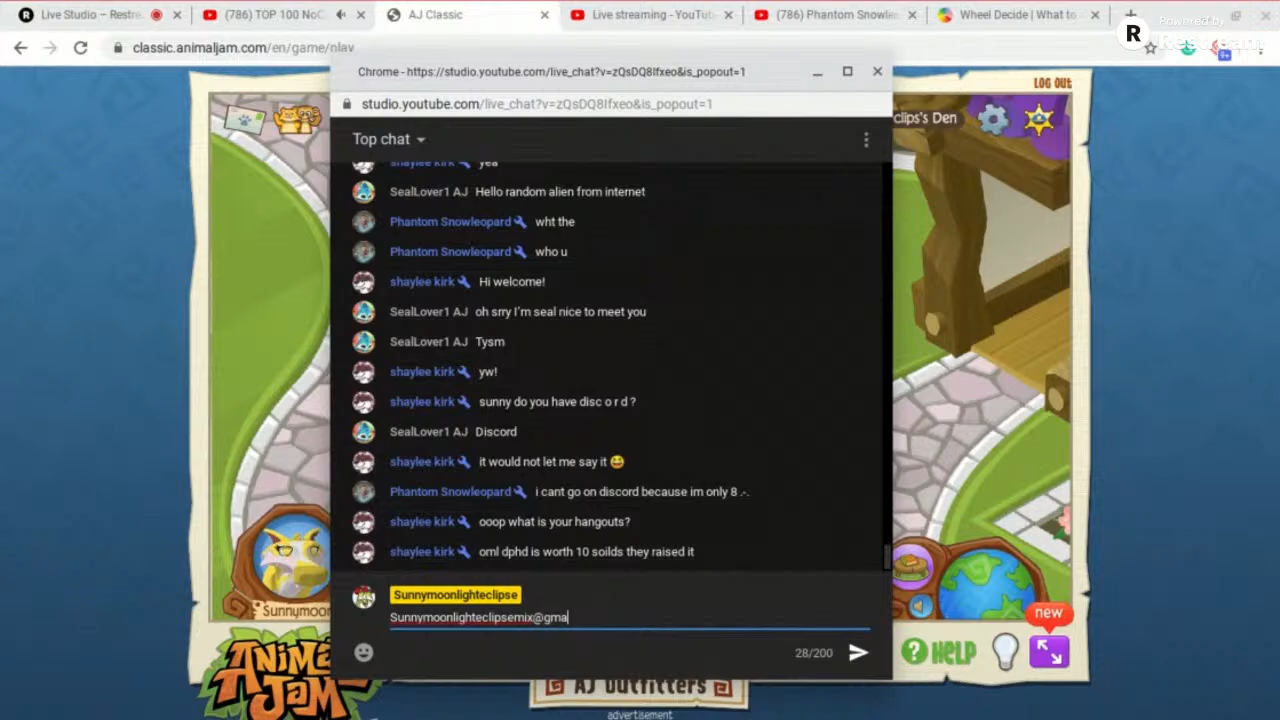 Live Studio – Restre
(786) TOP 100 NoC
AJ Classic
Live streaming - YouTu
(786) Phantom Snowle
Wheel Decide | What to
Powered by
R Restream
classic.animaljam.com/en/game/play
Chrome - https://studio.youtube.com/live_chat?v=zQsDQ8Ifxeo&is_popout=1
studio.youtube.com/live_chat?v=zQsDQ8Ifxeo&is_popout=1
LOG OUT
clips's Den
Top chat
shaylee kirk yea
SealLover1 AJ Hello random alien from internet
Phantom Snowleopard wht the
Phantom Snowleopard who u
shaylee kirk Hi welcome!
SealLover1 AJ oh srry I'm seal nice to meet you
SealLover1 AJ Tysm
shaylee kirk yw!
shaylee kirk sunny do you have disc o r d ?
SealLover1 AJ Discord
shaylee kirk it would not let me say it 😆
Phantom Snowleopard i cant go on discord because im only 8 .-.
shaylee kirk ooop what is your hangouts?
shaylee kirk oml dphd is worth 10 soilds they raised it
Sunnymoonlighteclipse
Sunnymoonlighteclipsemix@gma
28/200
Sunnymoon
new
HELP
ANIMA
JAM
AJ OUTFITTERS
advertisement